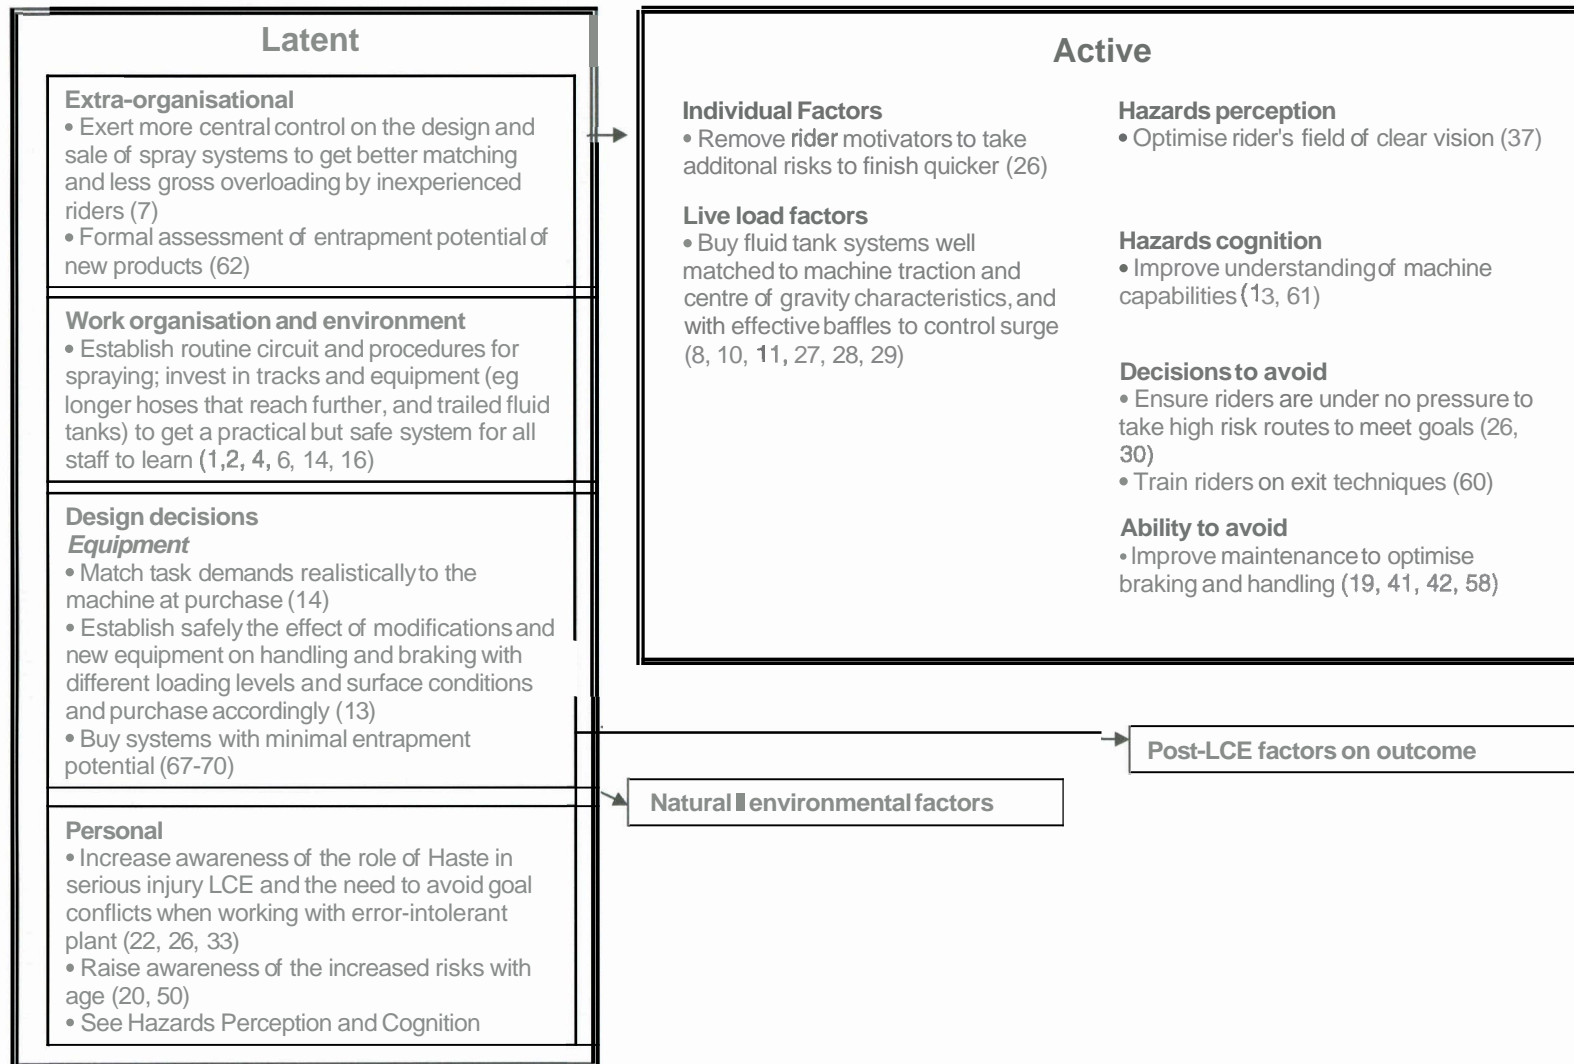 Latent
Extra-organisational
• Exert more central control on the design and
sale of spray systems to get better matching
and less gross overloading by inexperienced
riders (7)
• Formal assessment of entrapment potential of
new products (62)
Work organisation and environment
• Establish routine circuit and procedures for
spraying; invest in tracks and equipment (eg
longer hoses that reach further, and trailed fluid
tanks) to get a practical but safe system for all
staff to learn (1,2, 4, 6, 14, 16)
Design decisions
Equipment
• Match task demands realistically to the
machine at purchase (14)
• Establish safely the effect of modifications and
new equipment on handling and braking with
different loading levels and surface conditions
and purchase accordingly (13)
• Buy systems with minimal entrapment
potential (67-70)
Personal
• Increase awareness of the role of Haste in
serious injury LCE and the need to avoid goal
conflicts when working with error-intolerant
plant (22, 26, 33)
• Raise awareness of the increased risks with
age (20, 50)
• See Hazards Perception and Cognition
Active
Individual Factors
• Remove rider motivators to take
additonal risks to finish quicker (26)
Live load factors
• Buy fluid tank systems well
matched to machine traction and
centre of gravity characteristics, and
with effective baffles to control surge
(8, 10, 11, 27, 28, 29)
Hazards perception
• Optimise rider's field of clear vision (37)
Hazards cognition
• Improve understanding of machine
capabilities (13, 61)
Decisions to avoid
• Ensure riders are under no pressure to
take high risk routes to meet goals (26,
30)
• Train riders on exit techniques (60)
Ability to avoid
• Improve maintenance to optimise
braking and handling (19, 41, 42, 58)
Post-LCE factors on outcome
Natural environmental factors